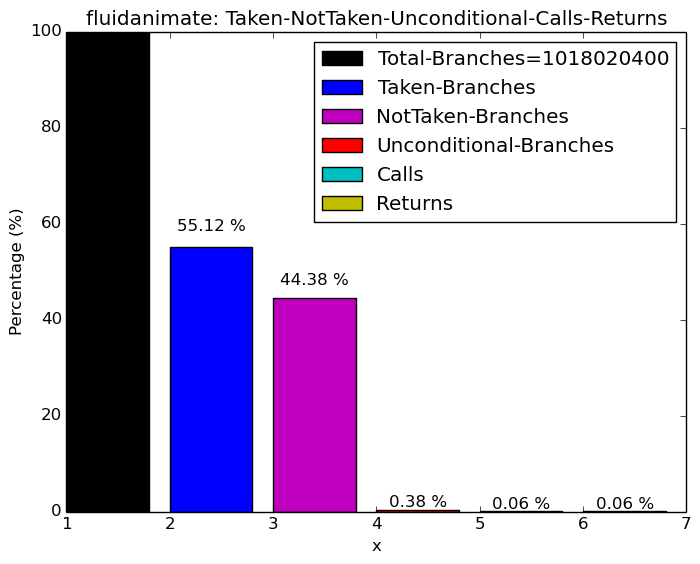 fluidanimate: Taken-NotTaken-Unconditional-Calls-Returns
100
80
60
40
20
0
Percentage (%)
Total-Branches=1018020400
Taken-Branches
NotTaken-Branches
Unconditional-Branches
Calls
Returns
55.12 %
44.38 %
0.38 %
0.06 %
0.06 %
1 2 3 4 5 6 7
x